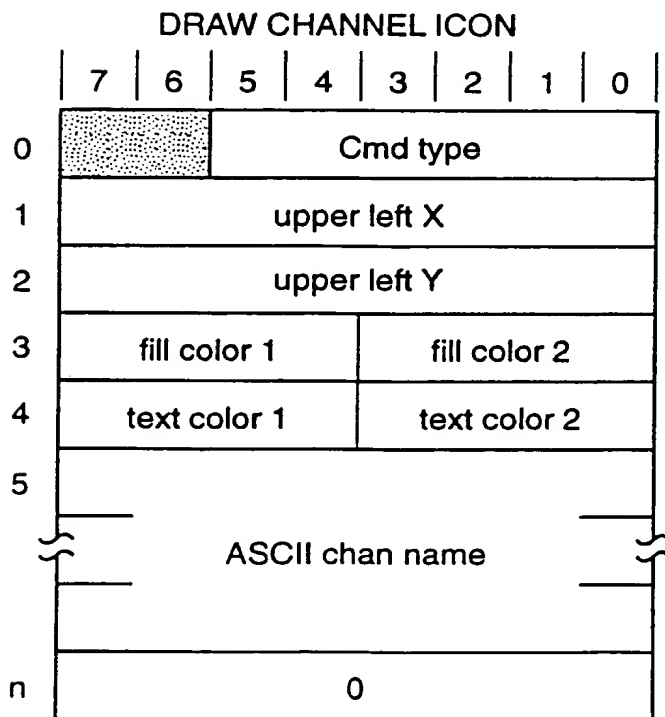 DRAW CHANNEL ICON
7 6 5 4 3 2 1 0
0 Cmd type
1 upper left X
2 upper left Y
3 fill color 1 fill color 2
4 text color 1 text color 2
5
ASCII chan name
n 0